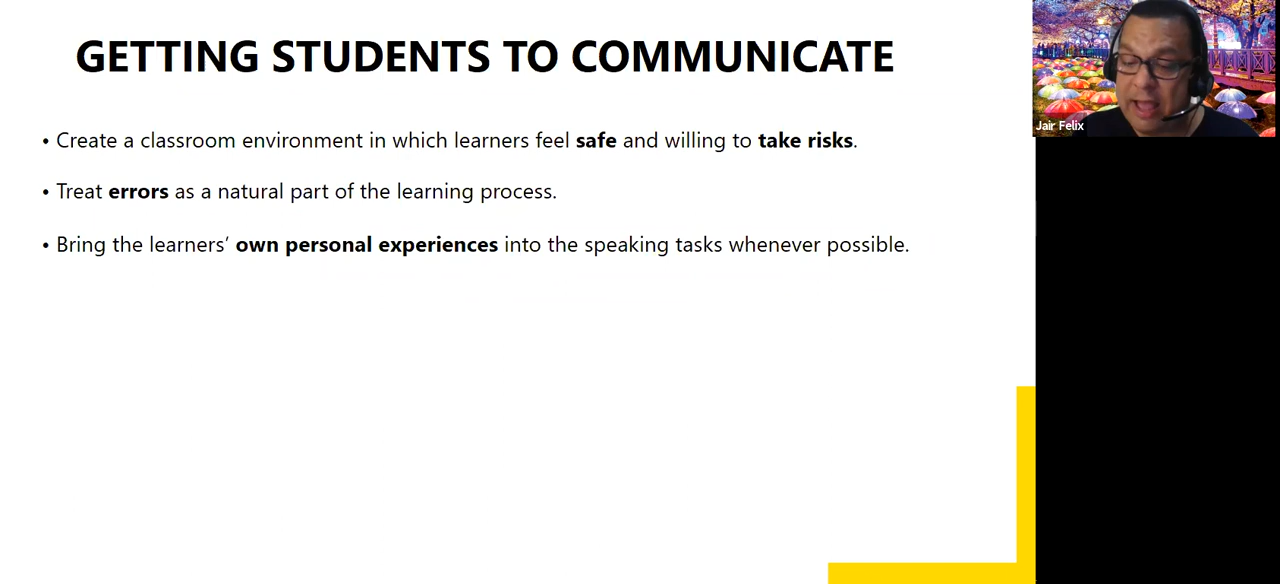 GETTING STUDENTS TO COMMUNICATE
• Create a classroom environment in which learners feel safe and willing to take risks.
• Treat errors as a natural part of the learning process.
• Bring the learners’ own personal experiences into the speaking tasks whenever possible.
Jair Felix